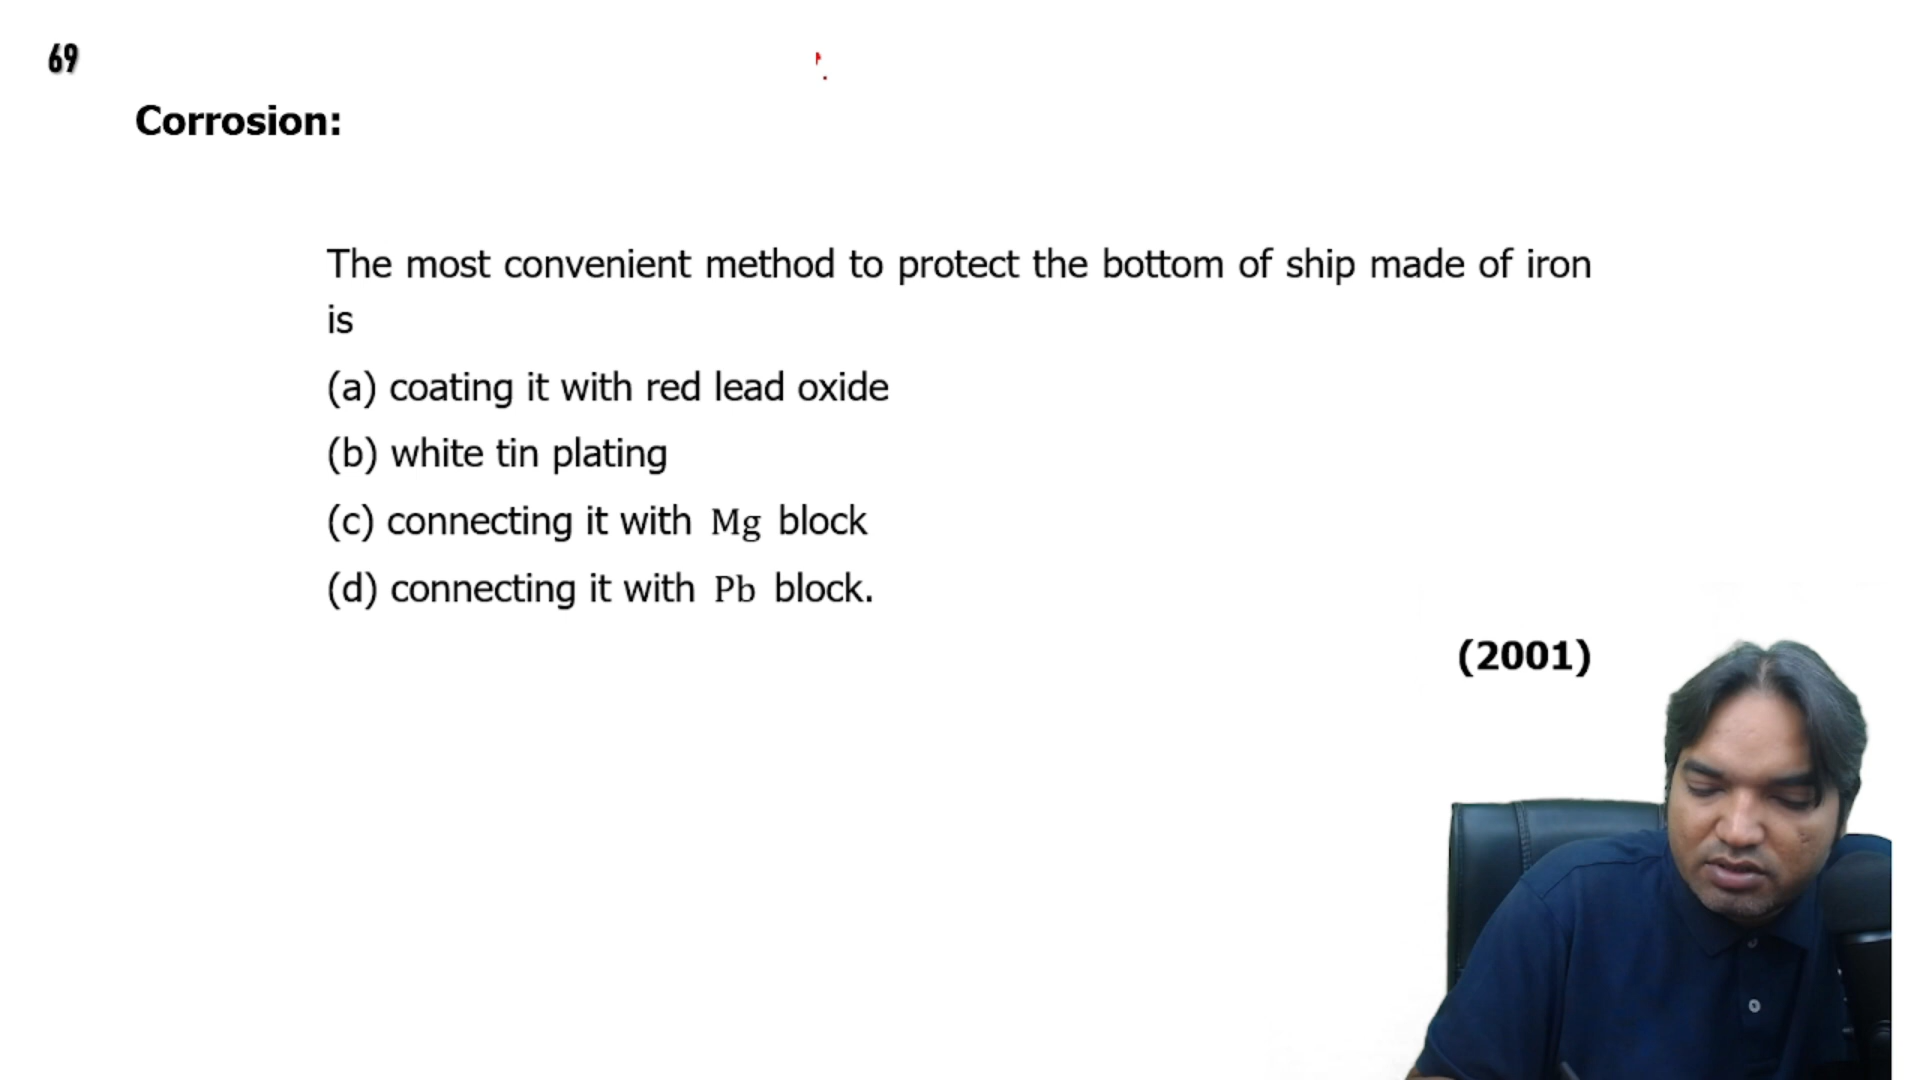 69
Corrosion:
The most convenient method to protect the bottom of ship made of iron
is
(a) coating it with red lead oxide
(b) white tin plating
(c) connecting it with Mg block
(d) connecting it with Pb block.
(2001)